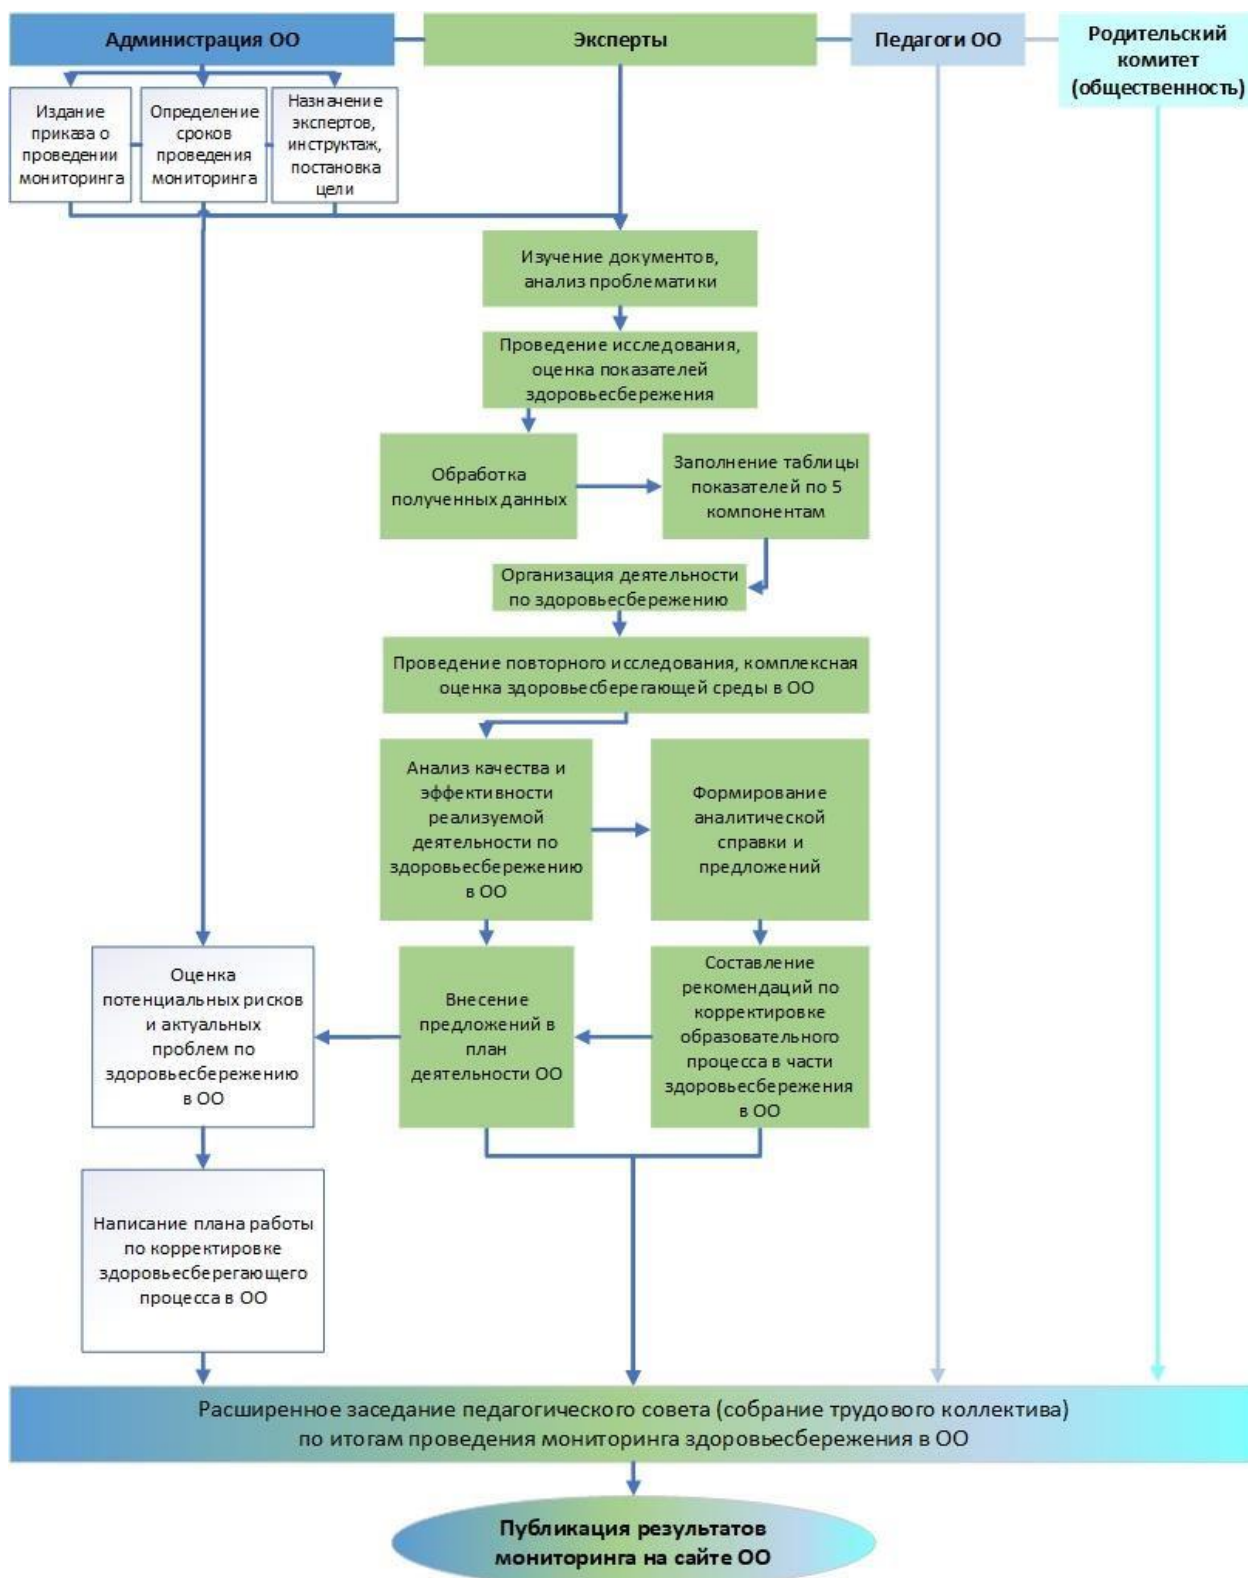 Администрация ОО
Эксперты
Педагоги ОО
Родительский
комитет
(общественность)
Издание
приказа о
проведении
мониторинга
Определение
сроков
проведения
мониторинга
Назначение
экспертов,
инструктаж,
постановка
цели
Изучение документов,
анализ проблематики
Проведение исследования,
оценка показателей
здоровьесбережения
Обработка
полученных данных
Заполнение таблицы
показателей по 5
компонентам
Организация деятельности
по здоровьесбережению
Проведение повторного исследования, комплексная
оценка здоровьесберегающей среды в ОО
Анализ качества и
эффективности
реализуемой
деятельности по
здоровьесбережению
в ОО
Формирование
аналитической
справки и
предложений
Оценка
потенциальных рисков
и актуальных
проблем по
здоровьесбережению
в ОО
Внесение
предложений в
план
деятельности ОО
Составление
рекомендаций по
корректировке
образовательного
процесса в части
здоровьесбережения
в ОО
Написание плана работы
по корректировке
здоровьесберегающего
процесса в ОО
Расширенное заседание педагогического совета (собрание трудового коллектива)
по итогам проведения мониторинга здоровьесбережения в ОО
Публикация результатов
мониторинга на сайте ОО